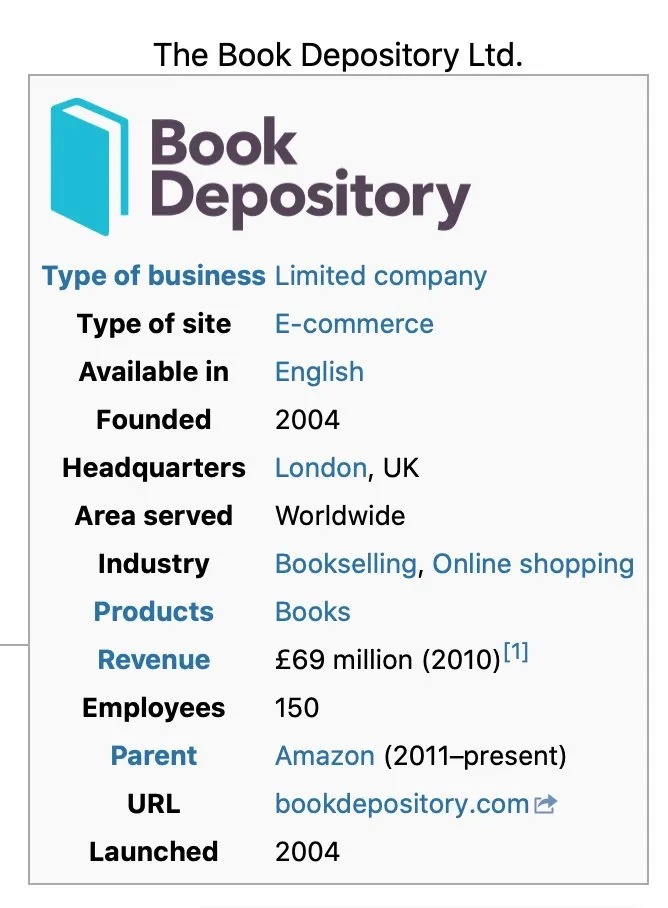 The Book Depository Ltd.
Book
Depository
Type of business Limited company
Type of site E-commerce
Available in English
Founded 2004
Headquarters London, UK
Area served Worldwide
Industry Bookselling, Online shopping
Products Books
Revenue £69 million (2010)[1]
Employees 150
Parent Amazon (2011–present)
URL bookdepository.com
Launched 2004